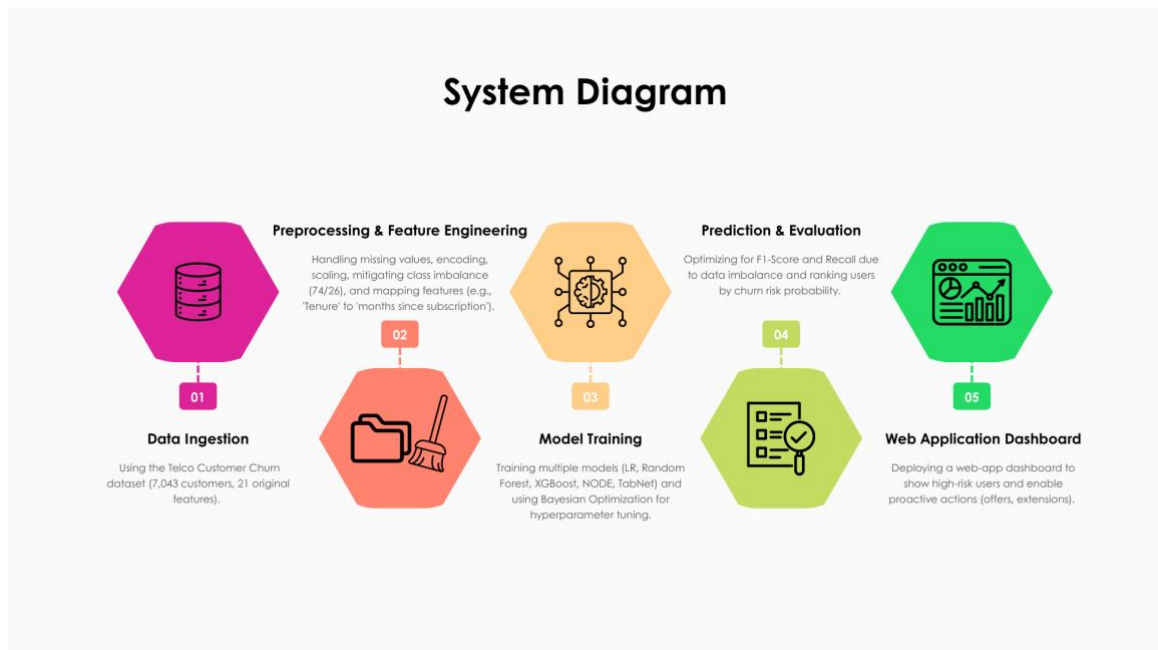 System Diagram
01
Data Ingestion
Using the Telco Customer Churn
dataset (7,043 customers, 21 original
features).
Preprocessing & Feature Engineering
Handling missing values, encoding,
scaling, mitigating class imbalance
(74/26), and mapping features (e.g.,
'Tenure' to 'months since subscription').
02
03
Model Training
Training multiple models (LR, Random
Forest, XGBoost, NODE, TabNet) and
using Bayesian Optimization for
hyperparameter tuning.
Prediction & Evaluation
Optimizing for F1-Score and Recall due
to data imbalance and ranking users
by churn risk probability.
04
05
Web Application Dashboard
Deploying a web-app dashboard to
show high-risk users and enable
proactive actions (offers, extensions).